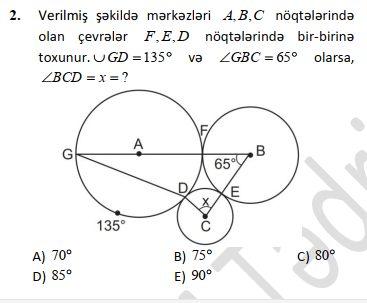 2. Verilmiş şəkildə mərkəzləri A,B,C nöqtələrində
olan çevrələr F,E,D nöqtələrində bir-birinə
toxunur. ∪GD =135° və ∠GBC = 65° olarsa,
∠BCD = x = ?
F
A
B
G
65°
D
E
x
135°
C
A) 70° B) 75° C) 80°
D) 85° E) 90°